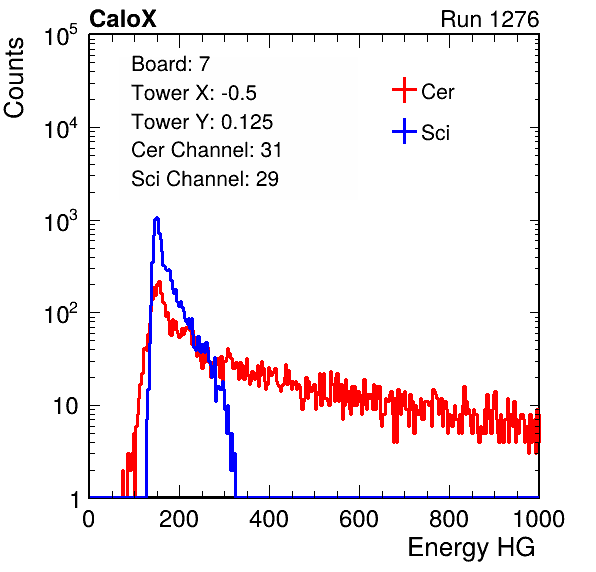 CaloX Run 1276
Counts
Board: 7
Tower X: -0.5
Tower Y: 0.125
Cer Channel: 31
Sci Channel: 29
Cer
Sci
10^5
10^4
10^3
10^2
10
1
0 200 400 600 800 1000
Energy HG